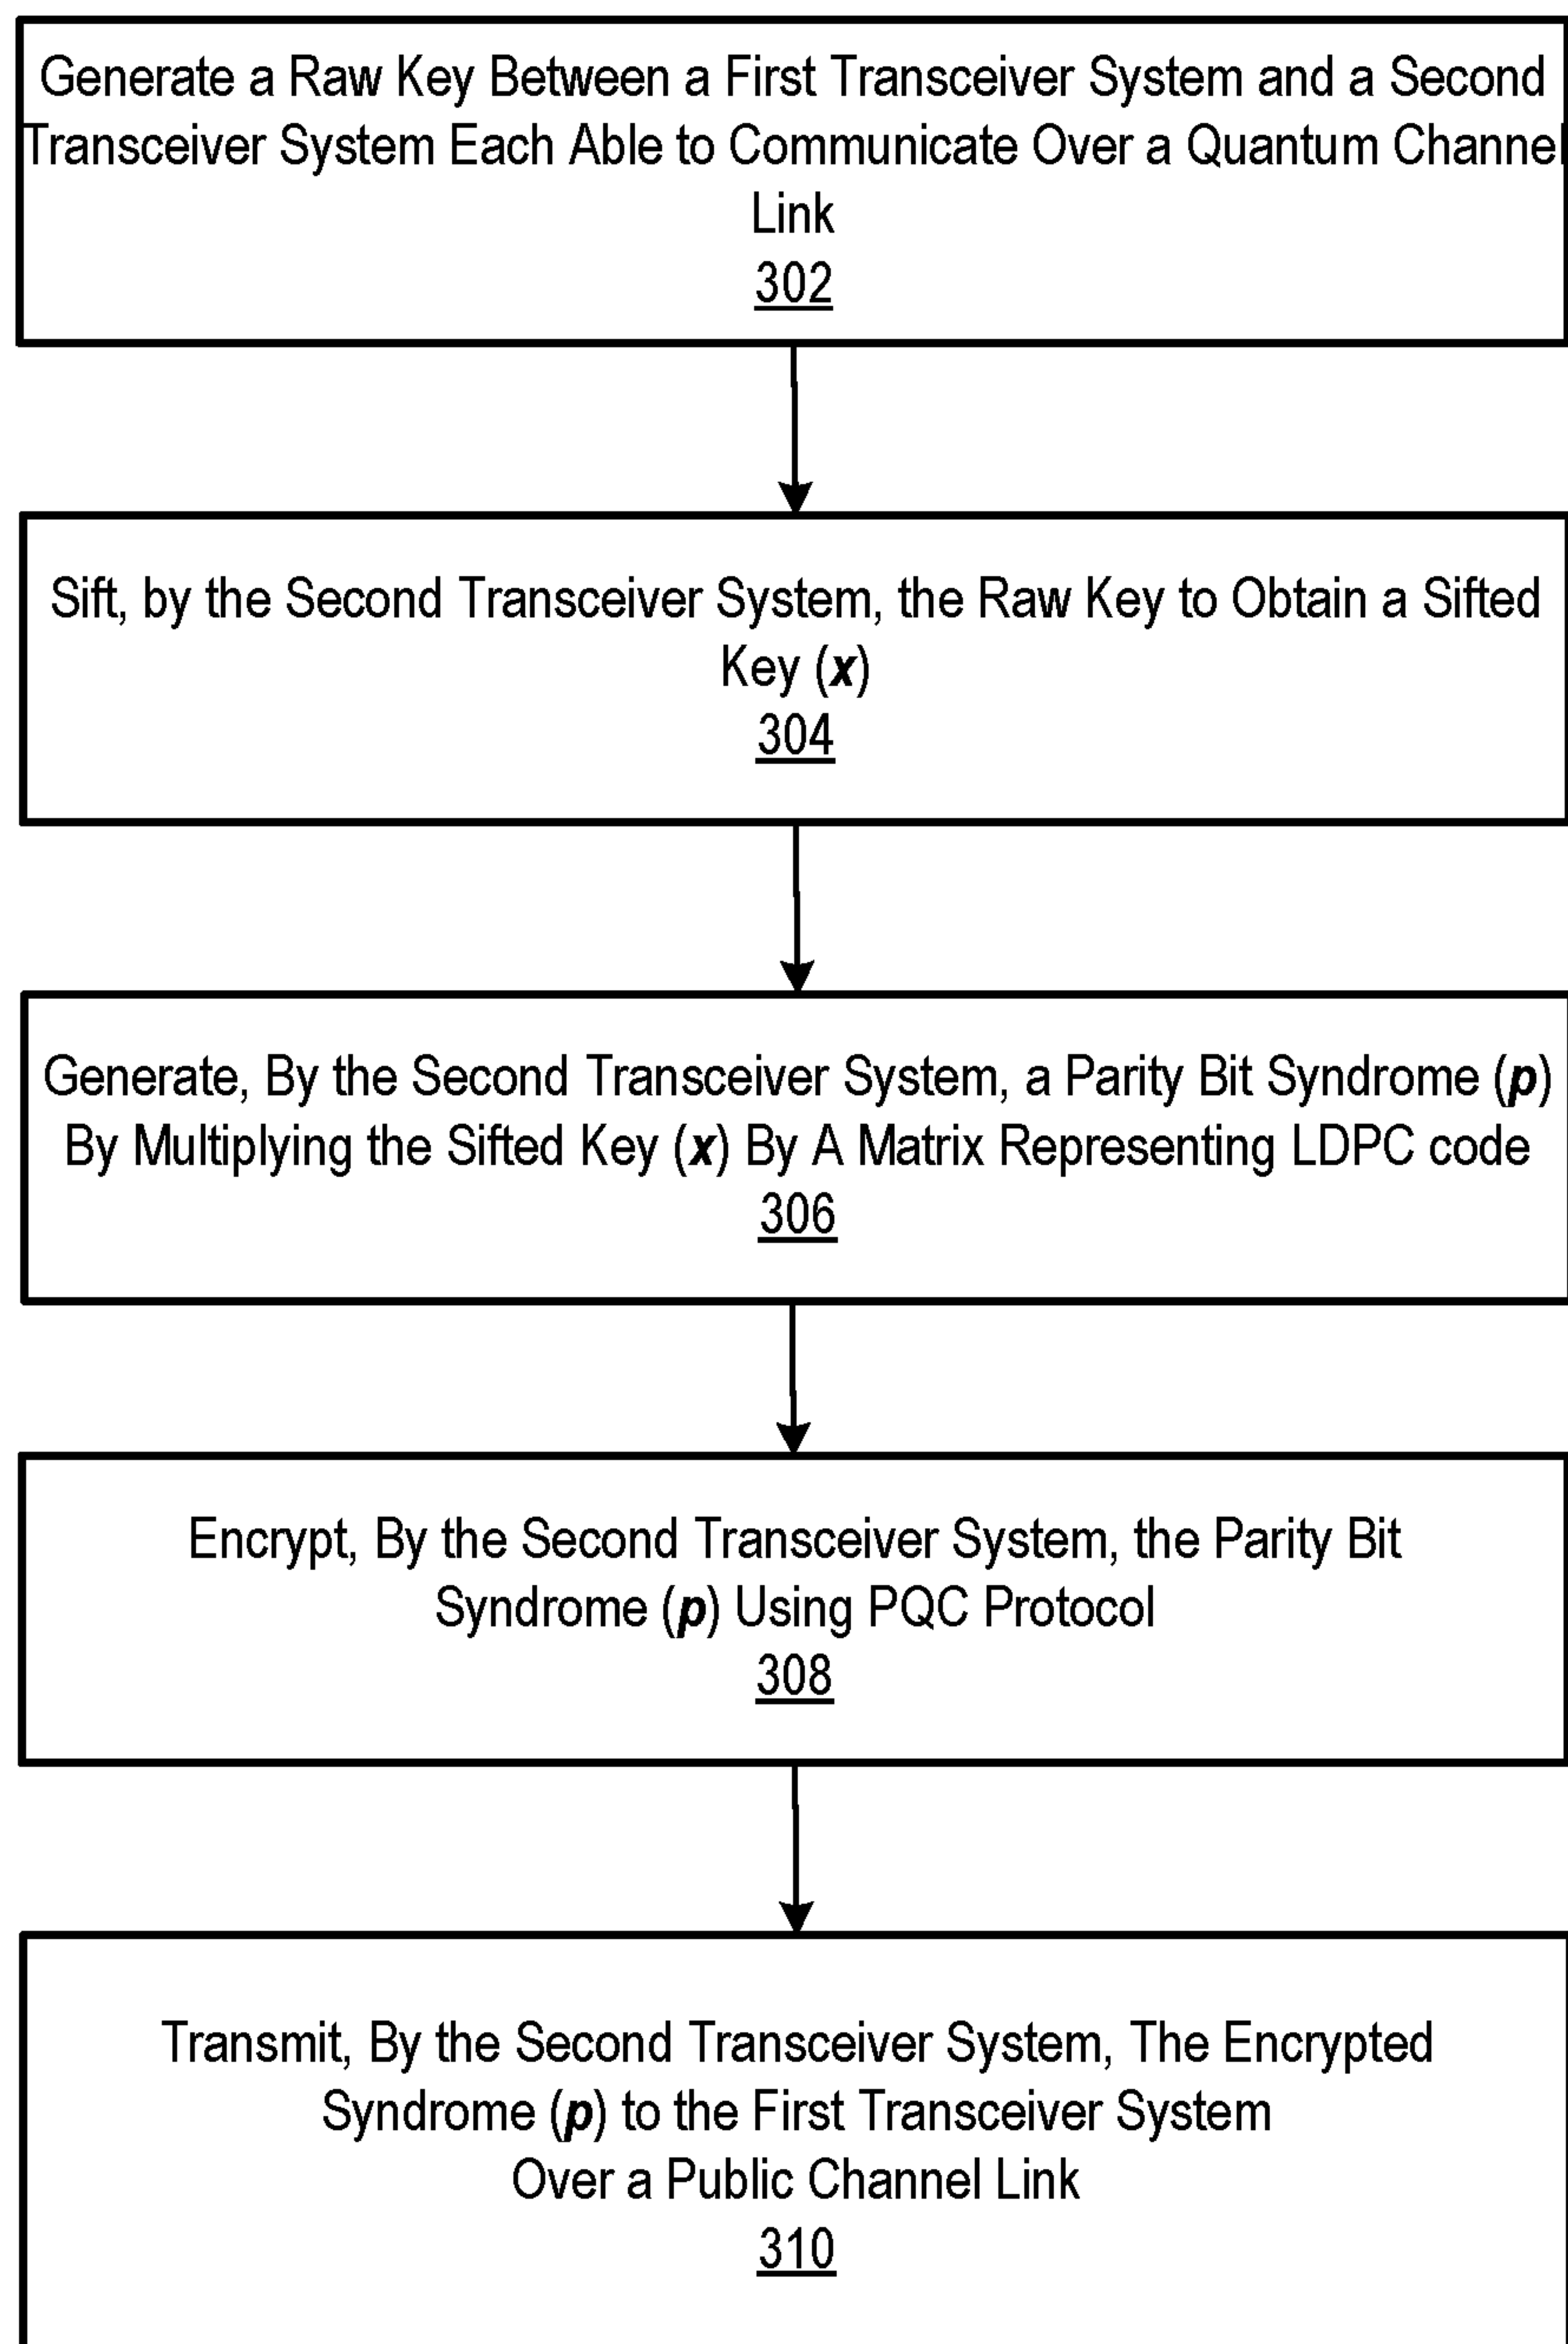 Generate a Raw Key Between a First Transceiver System and a Second
Transceiver System Each Able to Communicate Over a Quantum Channel
Link
302
Sift, by the Second Transceiver System, the Raw Key to Obtain a Sifted
Key (x)
304
Generate, By the Second Transceiver System, a Parity Bit Syndrome (p)
By Multiplying the Sifted Key (x) By A Matrix Representing LDPC code
306
Encrypt, By the Second Transceiver System, the Parity Bit
Syndrome (p) Using PQC Protocol
308
Transmit, By the Second Transceiver System, The Encrypted
Syndrome (p) to the First Transceiver System
Over a Public Channel Link
310